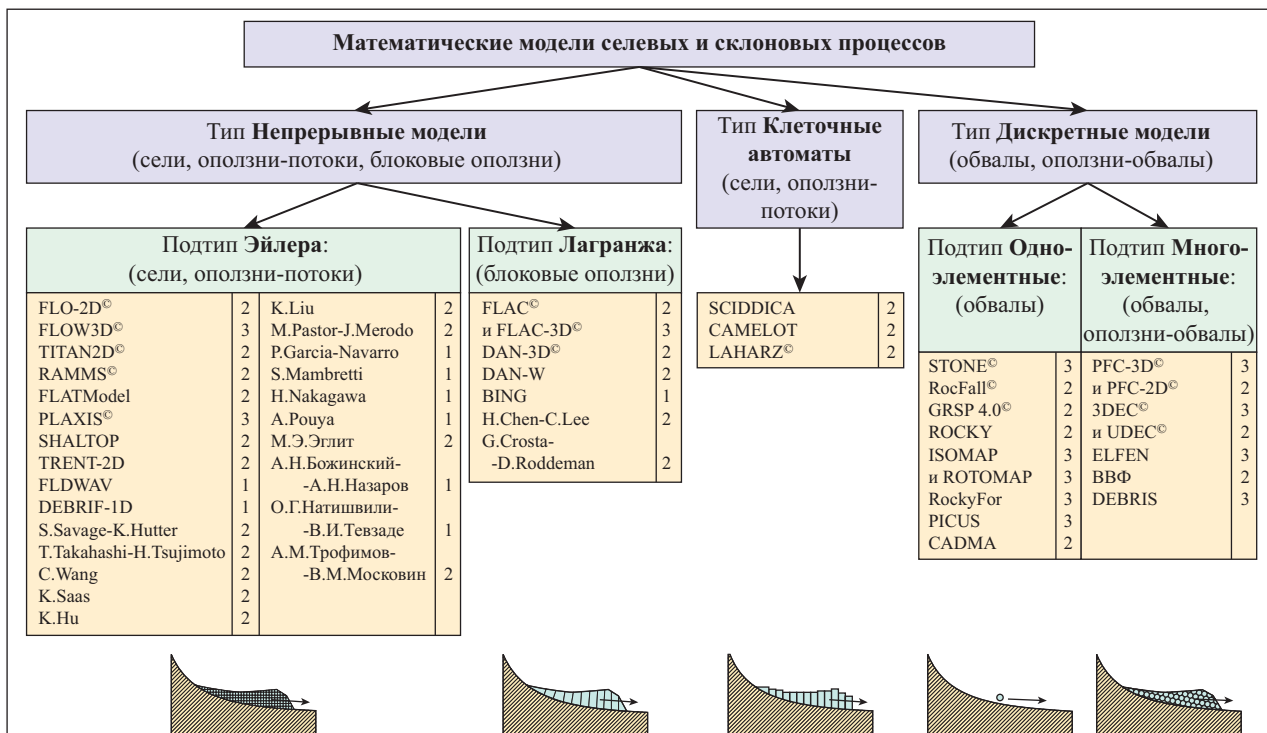 Математические модели селевых и склоновых процессов
Тип Непрерывные модели
(сели, оползни-потоки, блоковые оползни)
Тип Клеточные
автоматы
(сели, оползни-
потоки)
Тип Дискретные модели
(обвалы, оползни-обвалы)
Подтип Эйлера:
(сели, оползни-потоки)
FLO-2D© 2
FLOW3D© 3
TITAN2D© 2
RAMMS© 2
FLATModel 2
PLAXIS© 3
SHALTOP 2
TRENT-2D 2
FLDWAV 1
DEBRIF-1D 1
S.Savage-K.Hutter 2
T.Takahashi-H.Tsujimoto 2
C.Wang 2
K.Saas 2
K.Hu 2
K.Liu 2
M.Pastor-J.Merodo 2
P.Garcia-Navarro 1
S.Mambretti 1
H.Nakagawa 1
A.Pouya 1
М.Э.Эглит 2
А.Н.Божинский-
-А.Н.Назаров 1
О.Г.Натишвили-
-В.И.Тевзаде 1
А.М.Трофимов-
-В.М.Московин 2
Подтип Лагранжа:
(блоковые оползни)
FLAC© 2
и FLAC-3D© 3
DAN-3D© 2
DAN-W 2
BING 1
H.Chen-C.Lee 2
G.Crosta-
-D.Roddeman 2
SCIDDICA 2
CAMELOT 2
LAHARZ© 2
Подтип Одно-
элементные:
(обвалы)
STONE© 3
RocFall© 2
GRSP 4.0© 2
ROCKY 2
ISOMAP 3
и ROTOMAP 3
RockyFor 3
PICUS 3
CADMA 2
Подтип Много-
элементные:
(обвалы,
оползни-обвалы)
PFC-3D© 3
и PFC-2D© 2
3DEC© 3
и UDEC© 2
ELFEN 3
ВВФ 2
DEBRIS 3